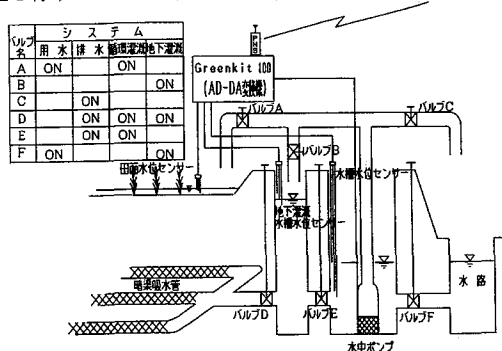 バルブ名 システム
用水 排水 循環灌漑 地下灌漑
A ON ON
B ON
C ON
D ON ON ON
E ON ON
F ON ON
PHS
Greenkit 100
(AD-DA変換機)
バルブA
バルブC
バルブB
田面水位センサー
水槽水位センサー
地下灌漑
水槽水位センサー
水路
暗渠吸水管
バルブD
バルブE
バルブF
水中ポンプ